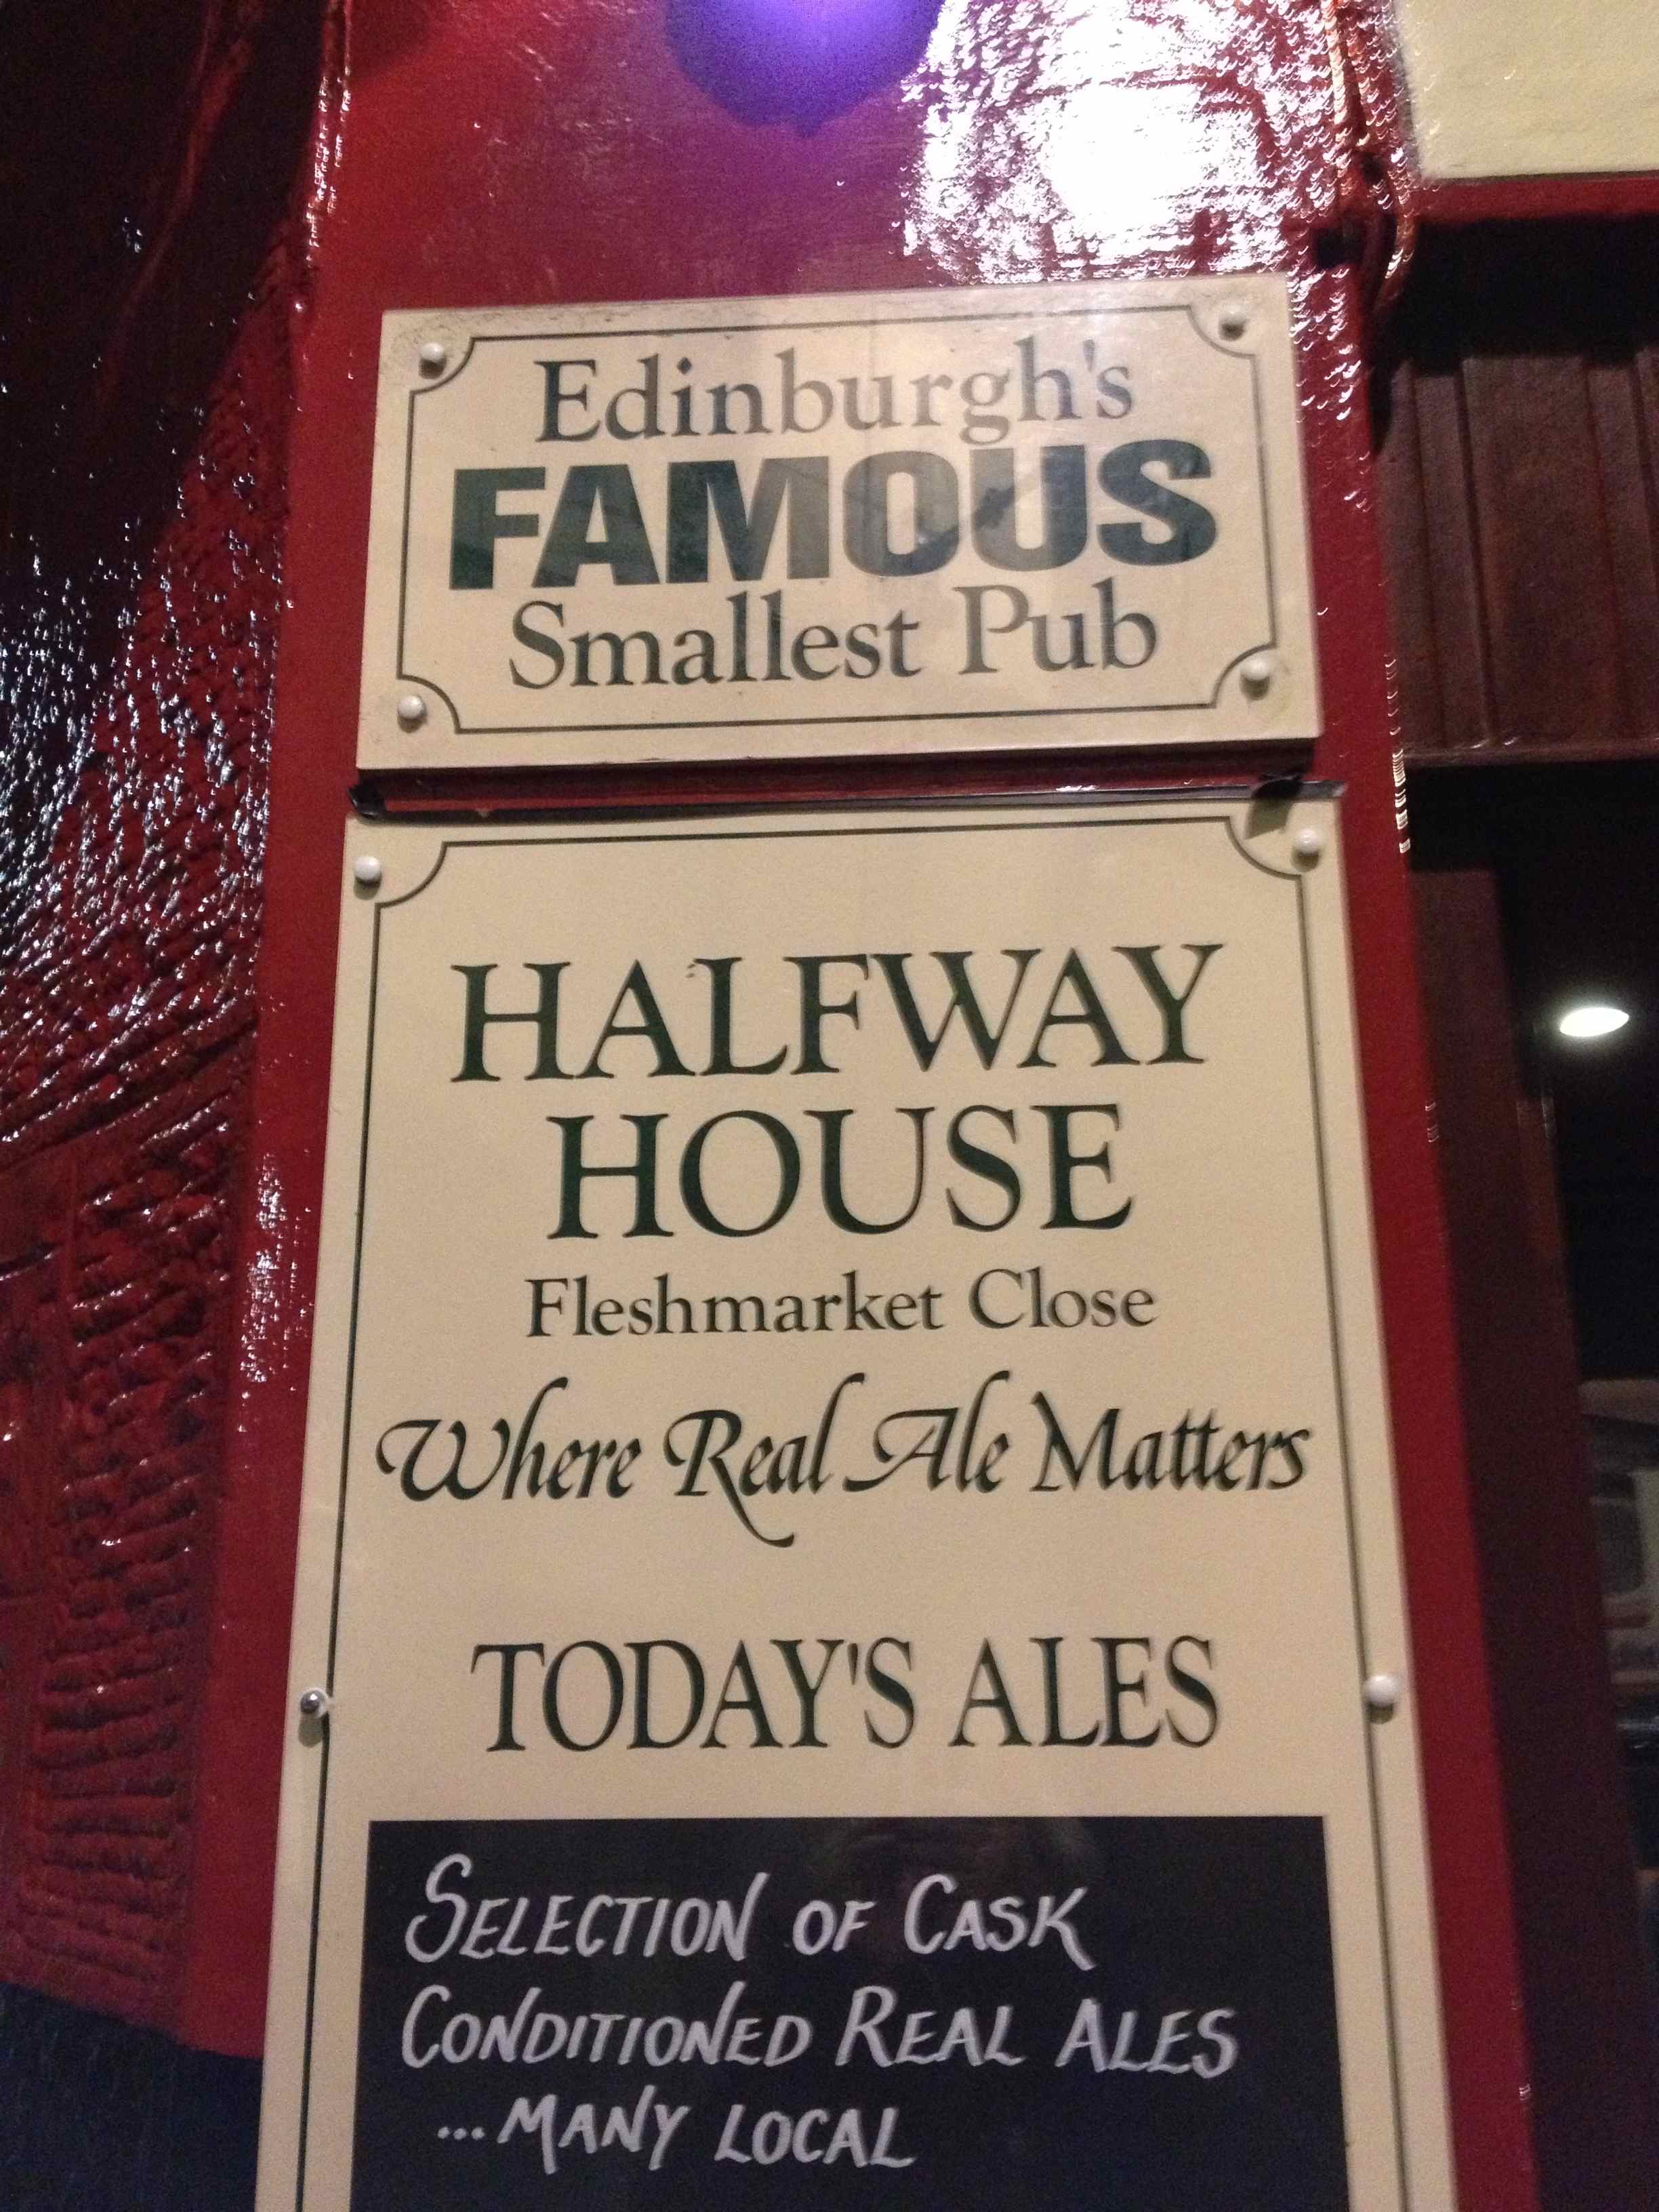 Edinburgh's
FAMOUS
Smallest Pub
HALFWAY
HOUSE
Fleshmarket Close
Where Real Ale Matters
TODAY'S ALES
SELECTION OF CASK
CONDITIONED REAL ALES
...MANY LOCAL